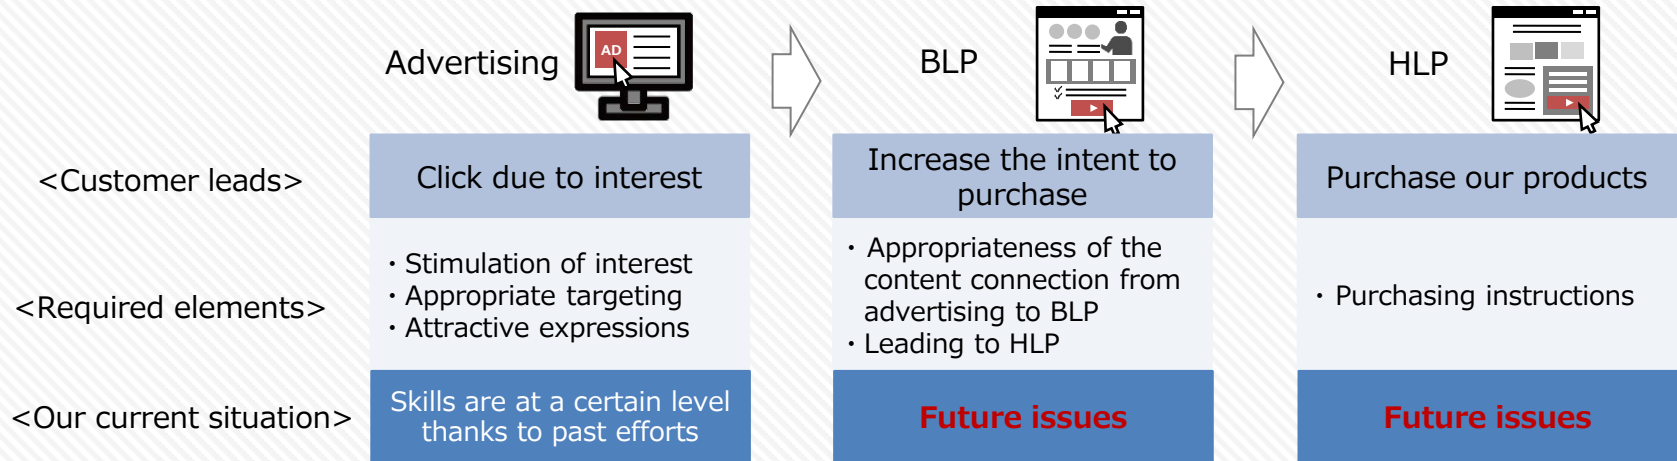 Advertising
AD
BLP
HLP
<Customer leads>
Click due to interest
Increase the intent to
purchase
Purchase our products
<Required elements>
・Stimulation of interest
・Appropriate targeting
・Attractive expressions
・Appropriateness of the
content connection from
advertising to BLP
・Leading to HLP
・Purchasing instructions
<Our current situation>
Skills are at a certain level
thanks to past efforts
Future issues
Future issues